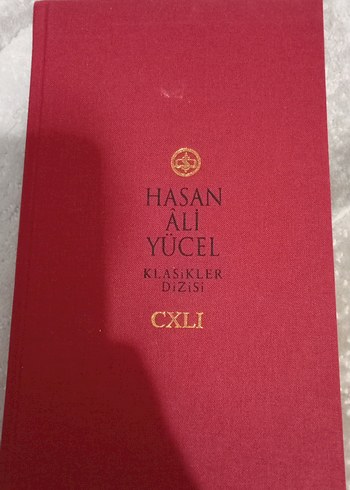 HASAN
ÂLİ
YÜCEL
KLASİKLER
DİZİSİ
CXLI